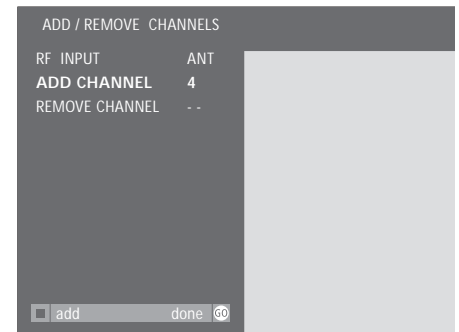 ADD / REMOVE CHANNELS
RF INPUT ANT
ADD CHANNEL 4
REMOVE CHANNEL - -
add done GO